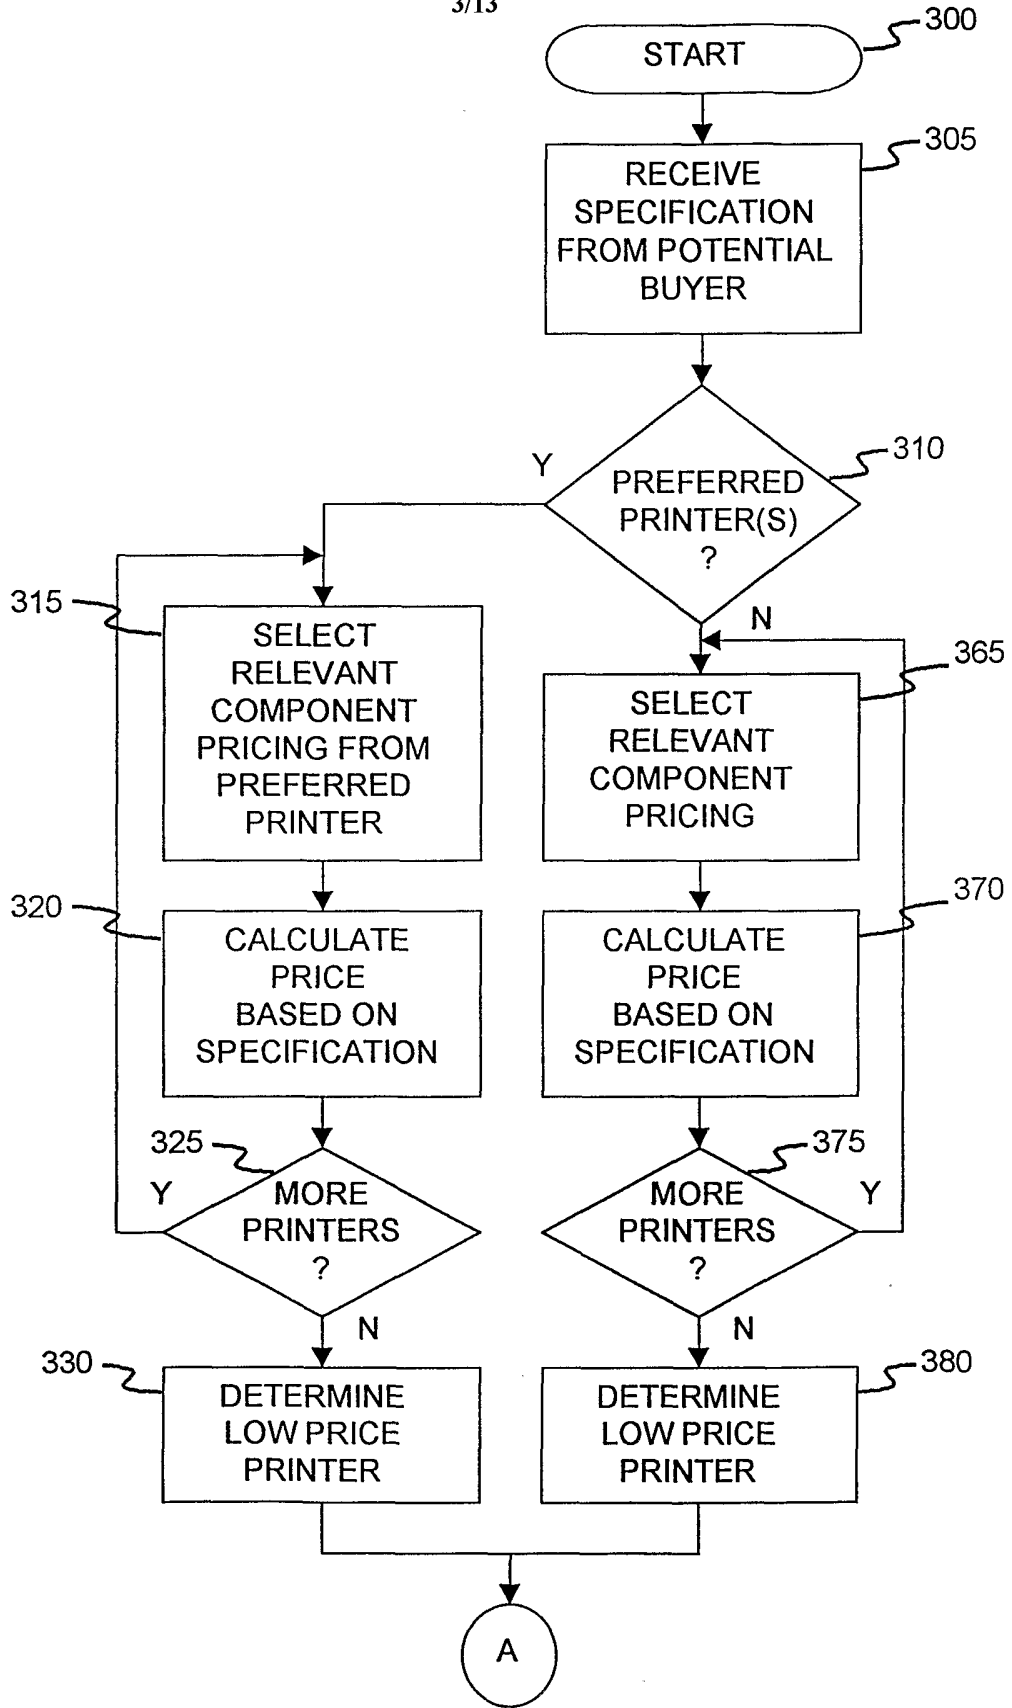 3/13
START
300
RECEIVE
SPECIFICATION
FROM POTENTIAL
BUYER
305
PREFERRED
PRINTER(S)
?
310
Y
N
315
SELECT
RELEVANT
COMPONENT
PRICING FROM
PREFERRED
PRINTER
365
SELECT
RELEVANT
COMPONENT
PRICING
320
CALCULATE
PRICE
BASED ON
SPECIFICATION
370
CALCULATE
PRICE
BASED ON
SPECIFICATION
325
Y
MORE
PRINTERS
?
N
375
MORE
PRINTERS
?
Y
N
330
DETERMINE
LOW PRICE
PRINTER
380
DETERMINE
LOW PRICE
PRINTER
A